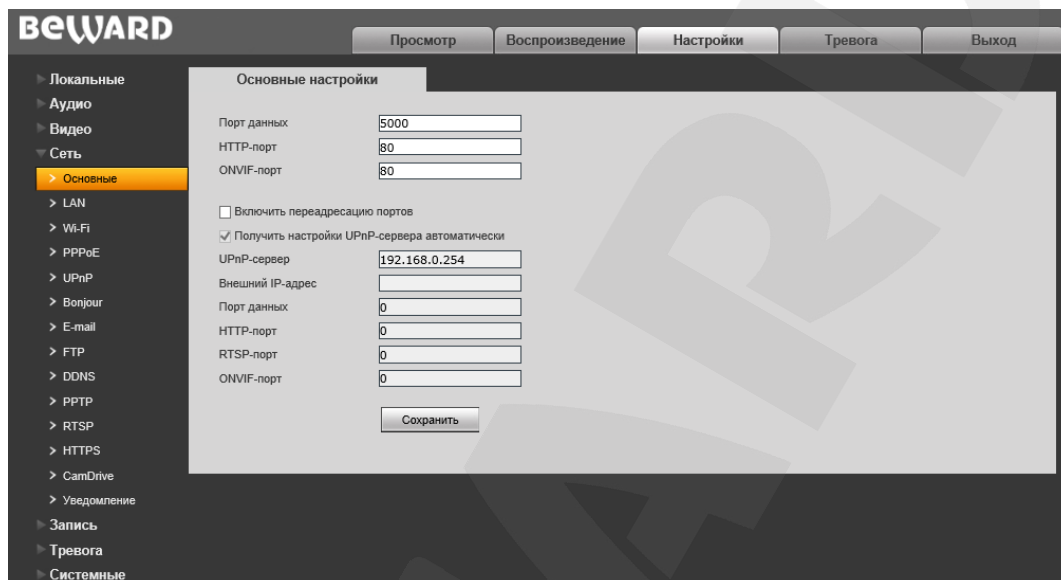 BEWARD
Просмотр
Воспроизведение
Настройки
Тревога
Выход
Локальные
Аудио
Видео
Сеть
> Основные
> LAN
> Wi-Fi
> PPPoE
> UPnP
> Bonjour
> E-mail
> FTP
> DDNS
> PPTP
> RTSP
> HTTPS
> CamDrive
> Уведомление
Запись
Тревога
Системные
Основные настройки
Порт данных 5000
HTTP-порт 80
ONVIF-порт 80
Включить переадресацию портов
Получить настройки UPnP-сервера автоматически
UPnP-сервер 192.168.0.254
Внешний IP-адрес
Порт данных 0
HTTP-порт 0
RTSP-порт 0
ONVIF-порт 0
Сохранить